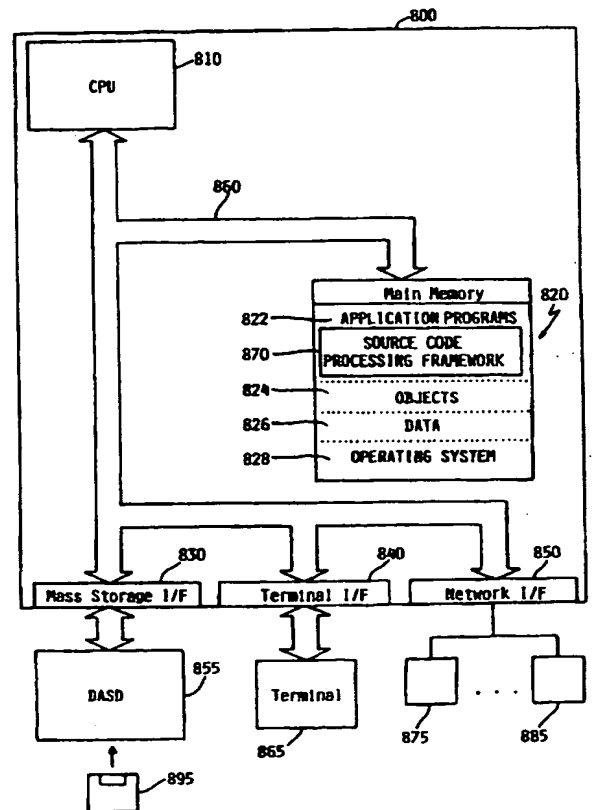 800
CPU
810
860
Main Memory
820
822
APPLICATION PROGRAMS
870
SOURCE CODE
PROCESSING FRAMEWORK
824
OBJECTS
826
DATA
828
OPERATING SYSTEM
830
840
850
Mass Storage I/F
Terminal I/F
Network I/F
DASD
855
Terminal
865
875
. . .
885
895